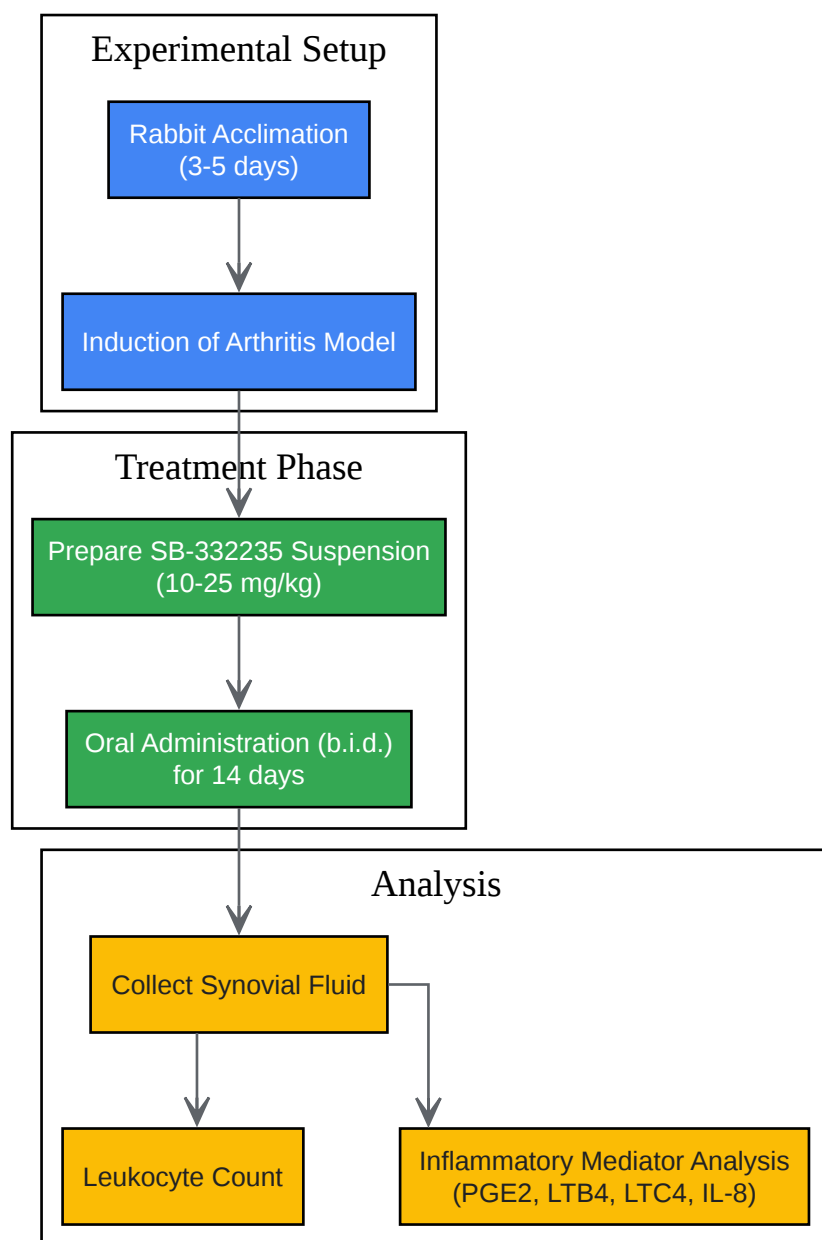 Experimental Setup
Rabbit Acclimation
(3-5 days)
Induction of Arthritis Model
Treatment Phase
Prepare SB-332235 Suspension
(10-25 mg/kg)
Oral Administration (b.i.d.)
for 14 days
Analysis
Collect Synovial Fluid
Leukocyte Count
Inflammatory Mediator Analysis
(PGE2, LTB4, LTC4, IL-8)